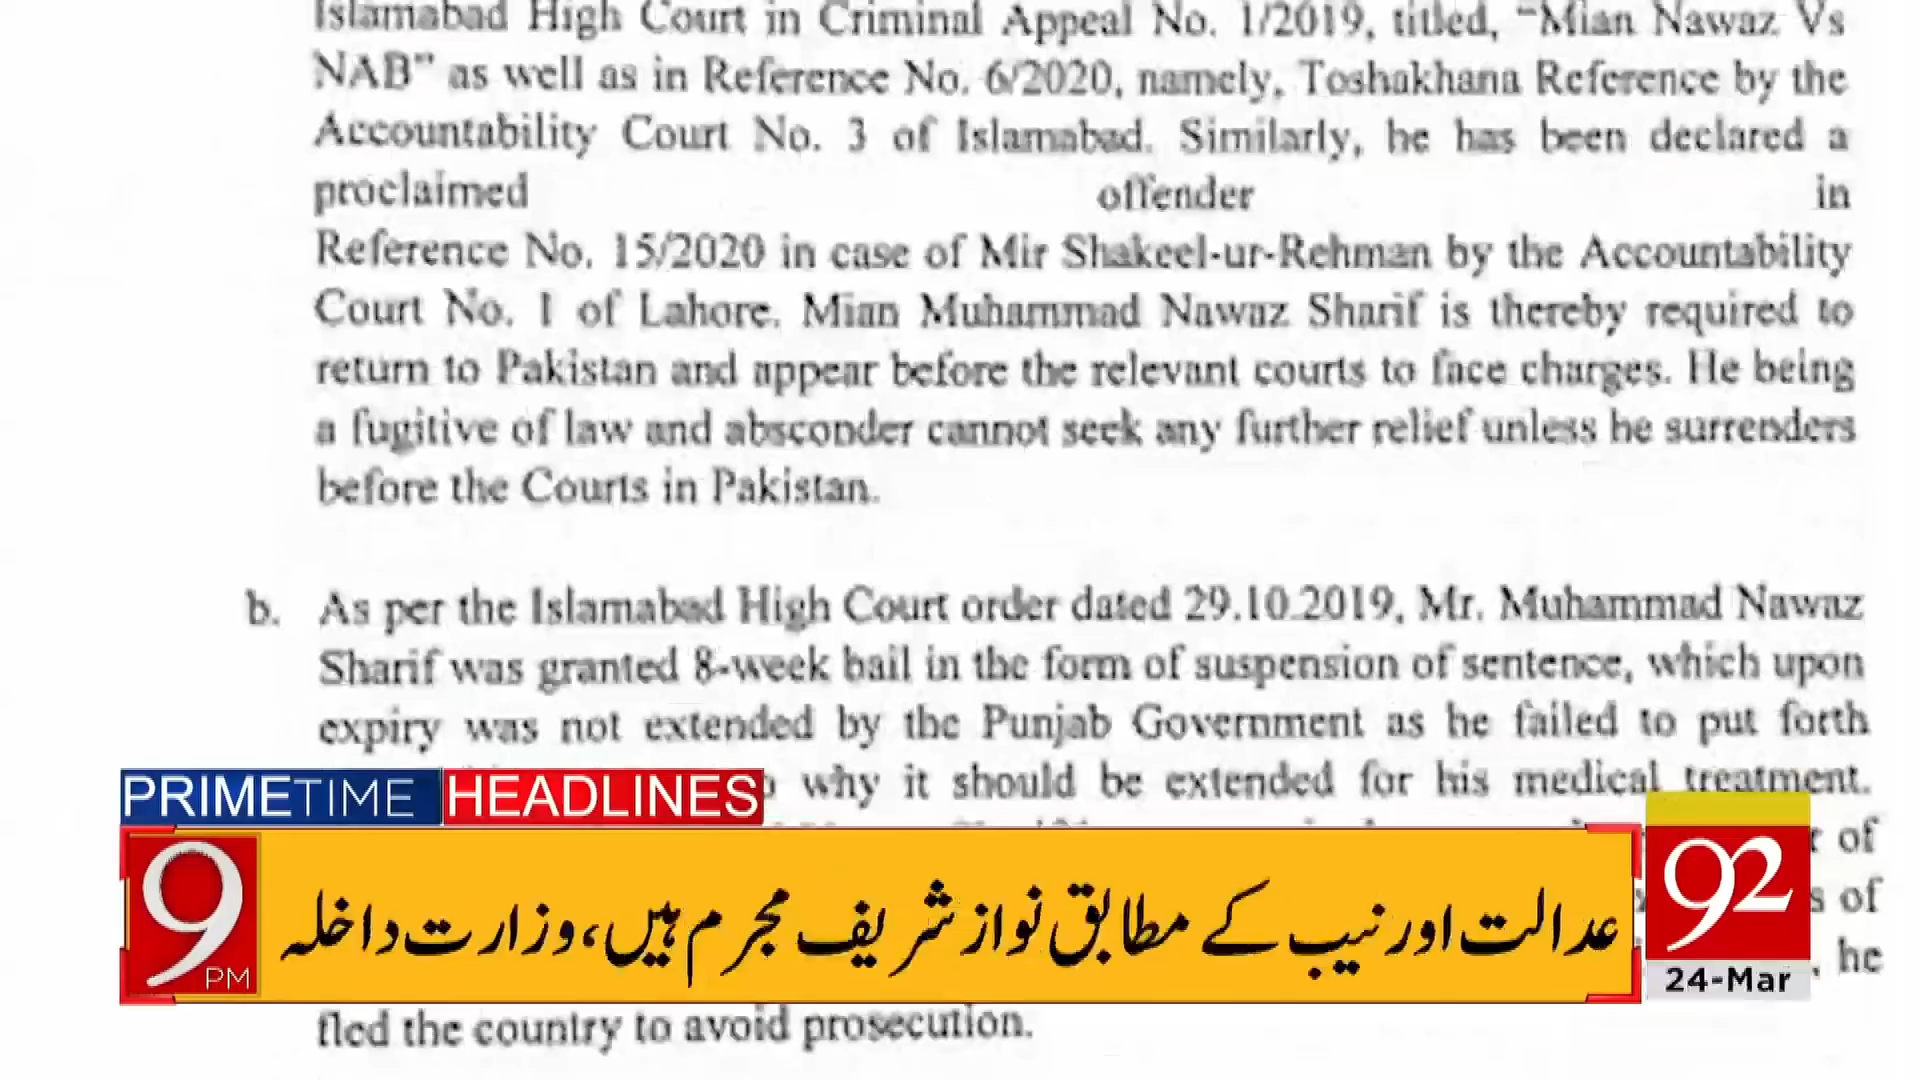 Islamabad High Court in Criminal Appeal No. 1/2019, titled, "Mian Nawaz Vs
NAB" as well as in Reference No. 6/2020, namely, Toshakhana Reference by the
Accountability Court No. 3 of Islamabad. Similarly, he has been declared a
proclaimed offender in
Reference No. 15/2020 in case of Mir Shakeel-ur-Rehman by the Accountability
Court No. 1 of Lahore. Mian Muhammad Nawaz Sharif is thereby required to
return to Pakistan and appear before the relevant courts to face charges. He being
a fugitive of law and absconder cannot seek any further relief unless he surrenders
before the Courts in Pakistan.
b. As per the Islamabad High Court order dated 29.10.2019, Mr. Muhammad Nawaz
Sharif was granted 8-week bail in the form of suspension of sentence, which upon
expiry was not extended by the Punjab Government as he failed to put forth
why it should be extended for his medical treatment.
of
s of
, he
fled the country to avoid prosecution.
PRIMETIME HEADLINES
9 PM
عدالت اور نیب کے مطابق نواز شریف مجرم ہیں، وزارت داخلہ
92
24-Mar